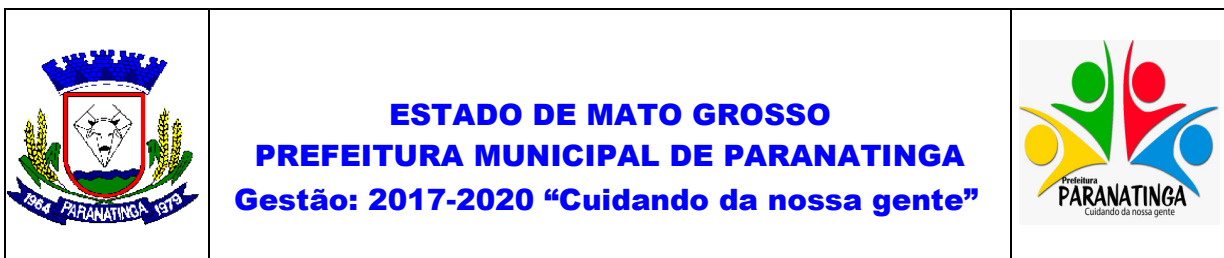 1964 PARANATINGA 1979
ESTADO DE MATO GROSSO
PREFEITURA MUNICIPAL DE PARANATINGA
Gestão: 2017-2020 “Cuidando da nossa gente”
Prefeitura
PARANATINGA
Cuidando da nossa gente